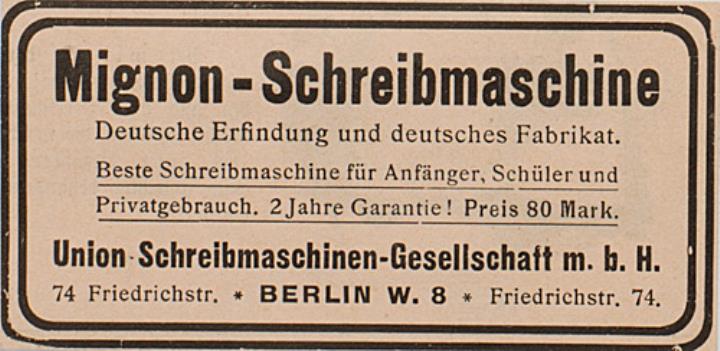 Mignon-Schreibmaschine
Deutsche Erfindung und deutsches Fabrikat.
Beste Schreibmaschine für Anfänger, Schüler und
Privatgebrauch. 2 Jahre Garantie! Preis 80 Mark.
Union Schreibmaschinen-Gesellschaft m. b. H.
74 Friedrichstr. * BERLIN W. 8 * Friedrichstr. 74.